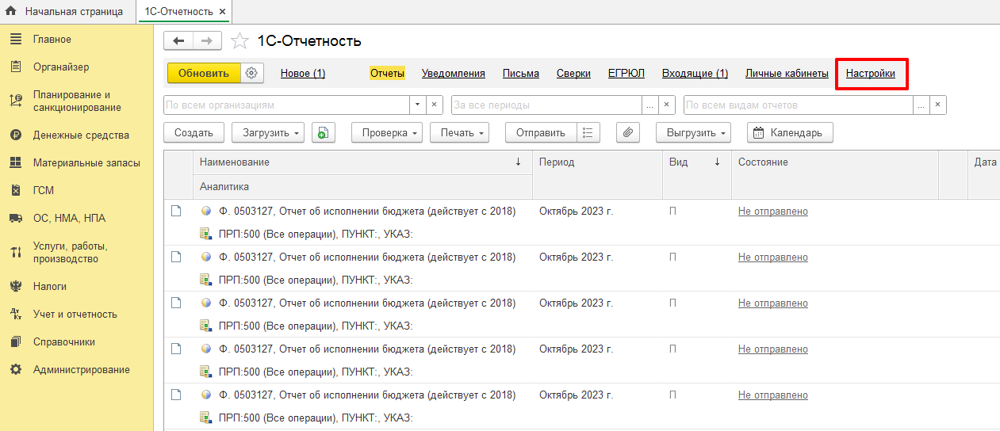 Начальная страница
1С-Отчетность ×
Главное
Органайзер
Планирование и
санкционирование
Денежные средства
Материальные запасы
ГСМ
ОС, НМА, НПА
Услуги, работы,
производство
Налоги
Учет и отчетность
Справочники
Администрирование
1С-Отчетность
Обновить Новое (1) Отчеты Уведомления Письма Сверки ЕГРЮЛ Входящие (1) Личные кабинеты Настройки
По всем организациям × За все периоды ... × По всем видам отчетов ... ×
Создать Загрузить Проверка Печать Отправить Выгрузить Календарь
Наименование ↓ Период Вид ↓ Состояние Дата
Аналитика
Ф. 0503127, Отчет об исполнении бюджета (действует с 2018) Октябрь 2023 г. П Не отправлено
ПРП:500 (Все операции), ПУНКТ:, УКАЗ:
Ф. 0503127, Отчет об исполнении бюджета (действует с 2018) Октябрь 2023 г. П Не отправлено
ПРП:500 (Все операции), ПУНКТ:, УКАЗ:
Ф. 0503127, Отчет об исполнении бюджета (действует с 2018) Октябрь 2023 г. П Не отправлено
ПРП:500 (Все операции), ПУНКТ:, УКАЗ:
Ф. 0503127, Отчет об исполнении бюджета (действует с 2018) Октябрь 2023 г. П Не отправлено
ПРП:500 (Все операции), ПУНКТ:, УКАЗ:
Ф. 0503127, Отчет об исполнении бюджета (действует с 2018) Октябрь 2023 г. П Не отправлено
ПРП:500 (Все операции), ПУНКТ:, УКАЗ: